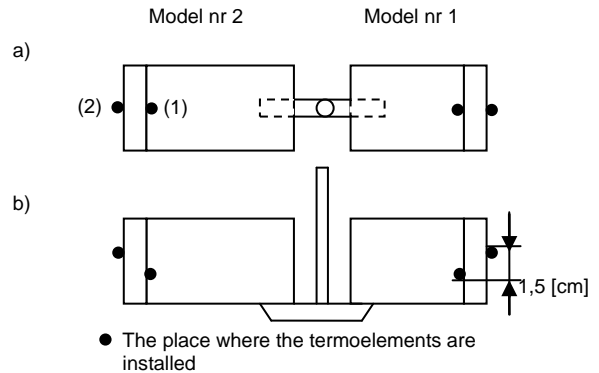 Model nr 2 Model nr 1
a)
(2) (1)
b)
1,5 [cm]
The place where the termoelements are
installed